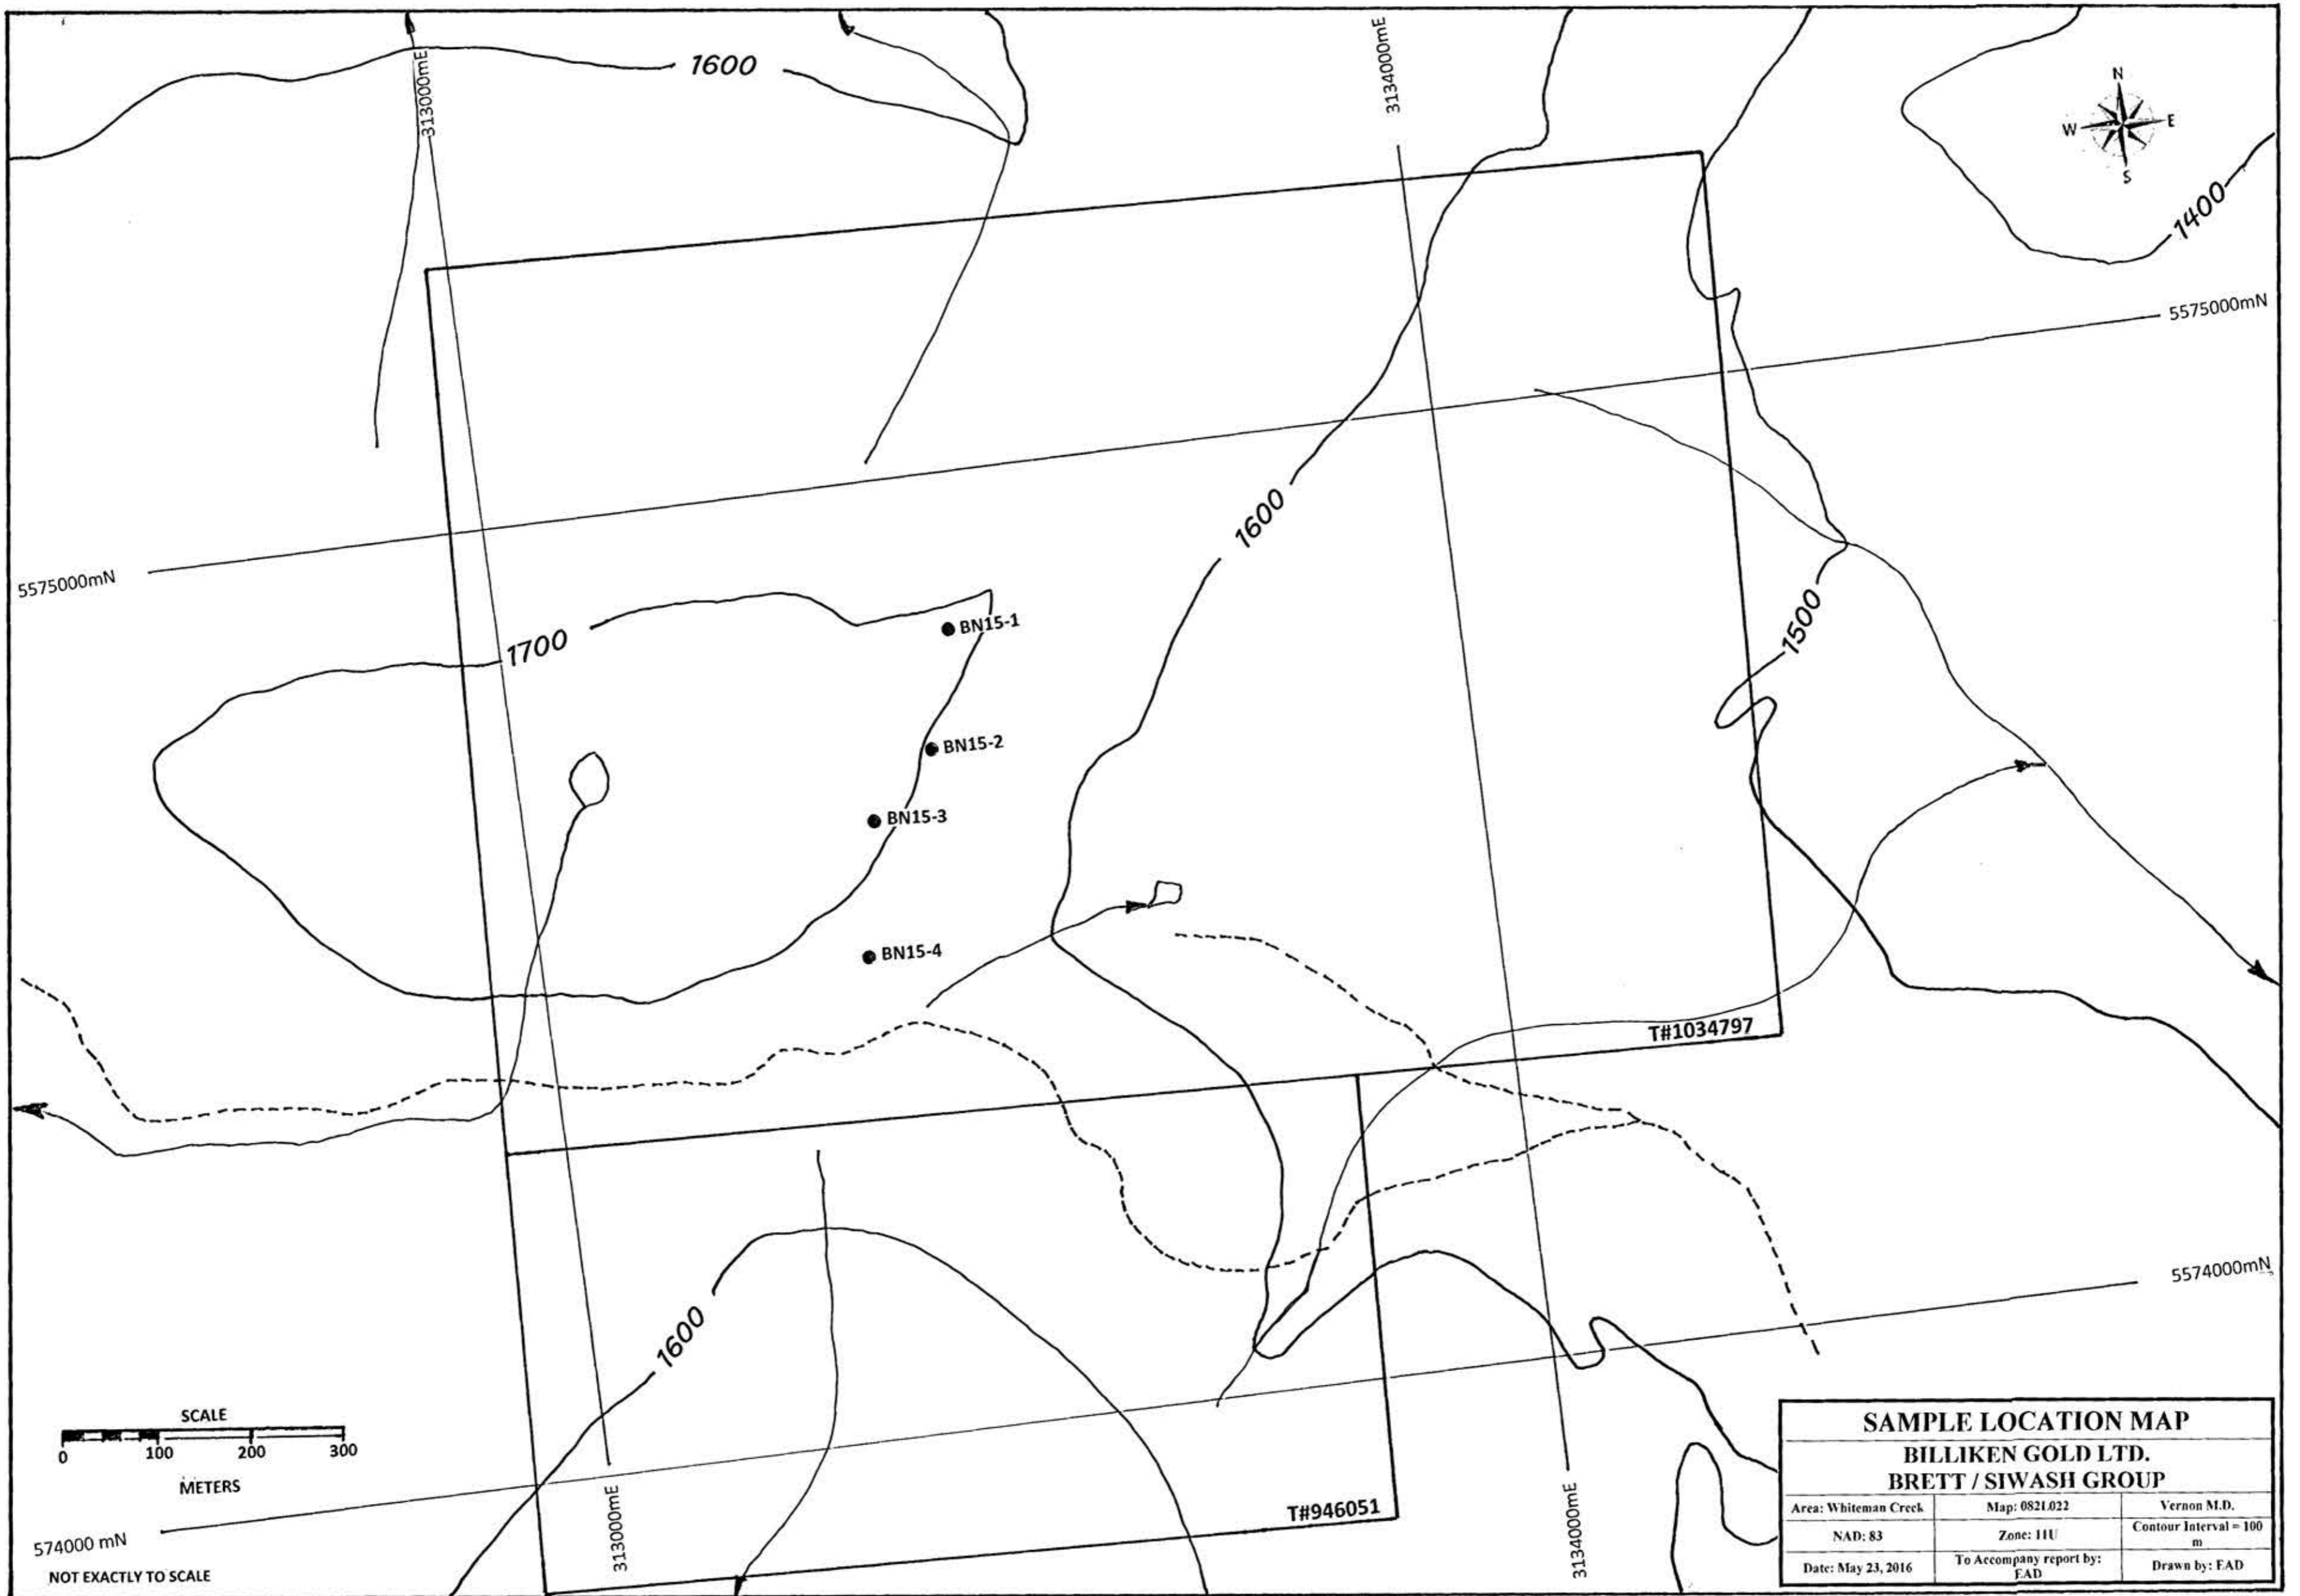 313000mE
1600
3134000mE
N
W
E
S
1400
5575000mN
1600
5575000mN
1700
BN15-1
1500
BN15-2
BN15-3
BN15-4
T#1034797
5574000mN
1600
SCALE
0 100 200 300
METERS
574000 mN
NOT EXACTLY TO SCALE
313000mE
T#946051
3134000mE
SAMPLE LOCATION MAP
BILLIKEN GOLD LTD.
BRETT / SIWASH GROUP
Area: Whiteman Creek
Map: 082L022
Vernon M.D.
NAD: 83
Zone: 11U
Contour Interval = 100
m
Date: May 23, 2016
To Accompany report by:
EAD
Drawn by: EAD